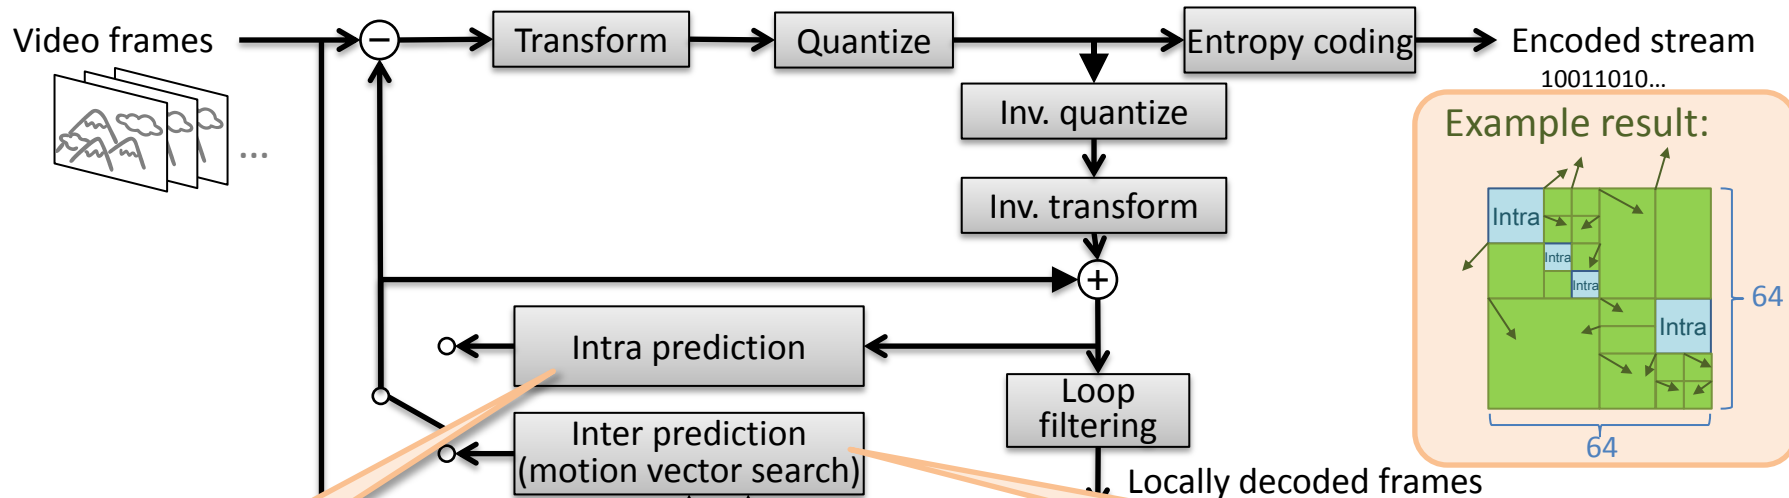 Video frames
...
Transform
Quantize
Entropy coding
Encoded stream
10011010...
Inv. quantize
Inv. transform
Intra prediction
Inter prediction
(motion vector search)
Loop
filtering
Locally decoded frames
Example result:
Intra
Intra
Intra
Intra
64
64